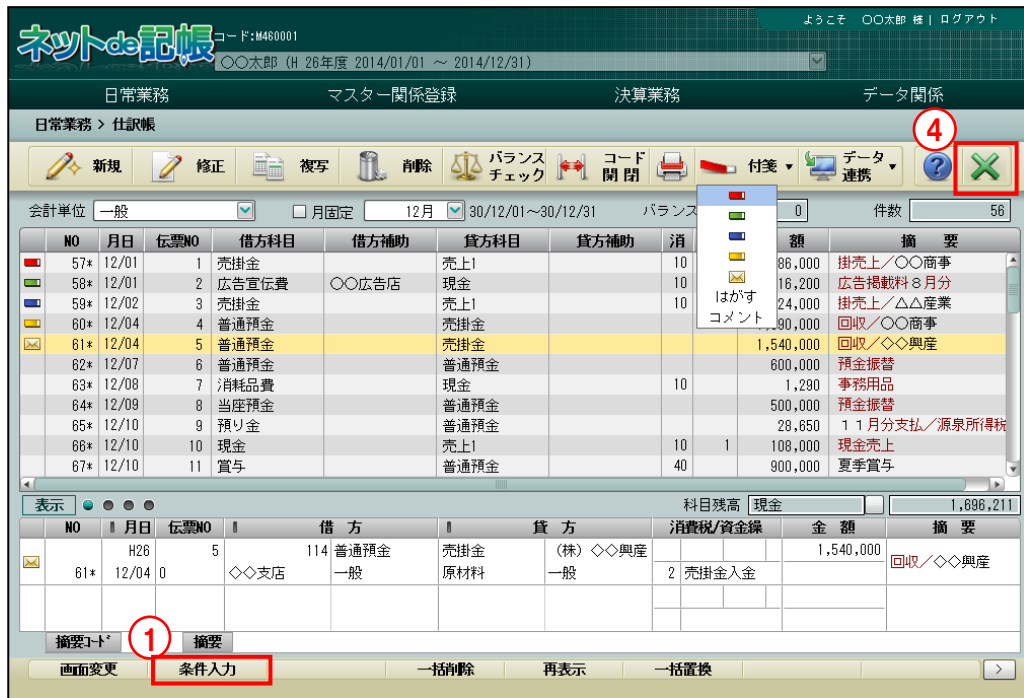 ようこそ 〇〇太郎 様 | ログアウト
ネットde記帳 コード:M460001
〇〇太郎 (H 26年度 2014/01/01 ～ 2014/12/31)
日常業務 マスター関係登録 決算業務 データ関係
日常業務 > 仕訳帳
4
新規 修正 複写 削除 バランスチェック コード開閉 付箋 データ連携 ?
会計単位 一般 月固定 12月 30/12/01～30/12/31 バランス 0 件数 56
はがす
コメント
NO 月日 伝票NO 借方科目 借方補助 貸方科目 貸方補助 消 額 摘 要
57* 12/01 1 売掛金 売上1 10 86,000 掛売上／〇〇商事
58* 12/01 2 広告宣伝費 〇〇広告店 現金 10 16,200 広告掲載料８月分
59* 12/02 3 売掛金 売上1 10 24,000 掛売上／△△産業
60* 12/04 4 普通預金 売掛金 90,000 回収／〇〇商事
61* 12/04 5 普通預金 売掛金 1,540,000 回収／◇◇興産
62* 12/07 6 普通預金 普通預金 600,000 預金振替
63* 12/08 7 消耗品費 現金 10 1,290 事務用品
64* 12/09 8 当座預金 普通預金 500,000 預金振替
65* 12/10 9 預り金 普通預金 28,650 １１月分支払／源泉所得税
66* 12/10 10 現金 売上1 10 1 108,000 現金売上
67* 12/10 11 賞与 普通預金 40 900,000 夏季賞与
表示 科目残高 現金 1,696,211
NO 月日 伝票NO 借 方 貸 方 消費税/資金繰 金 額 摘 要
H26 5 114 普通預金 売掛金 (株) ◇◇興産 1,540,000 回収／◇◇興産
61* 12/04 0 ◇◇支店 一般 原材料 一般 2 売掛金入金
摘要コード 摘要
1
画面変更 条件入力 一括削除 再表示 一括置換 >